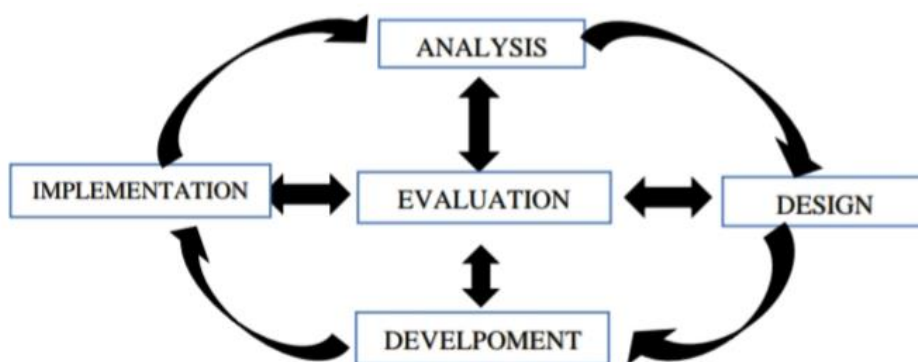 ANALYSIS
IMPLEMENTATION
EVALUATION
DESIGN
DEVELPOMENT